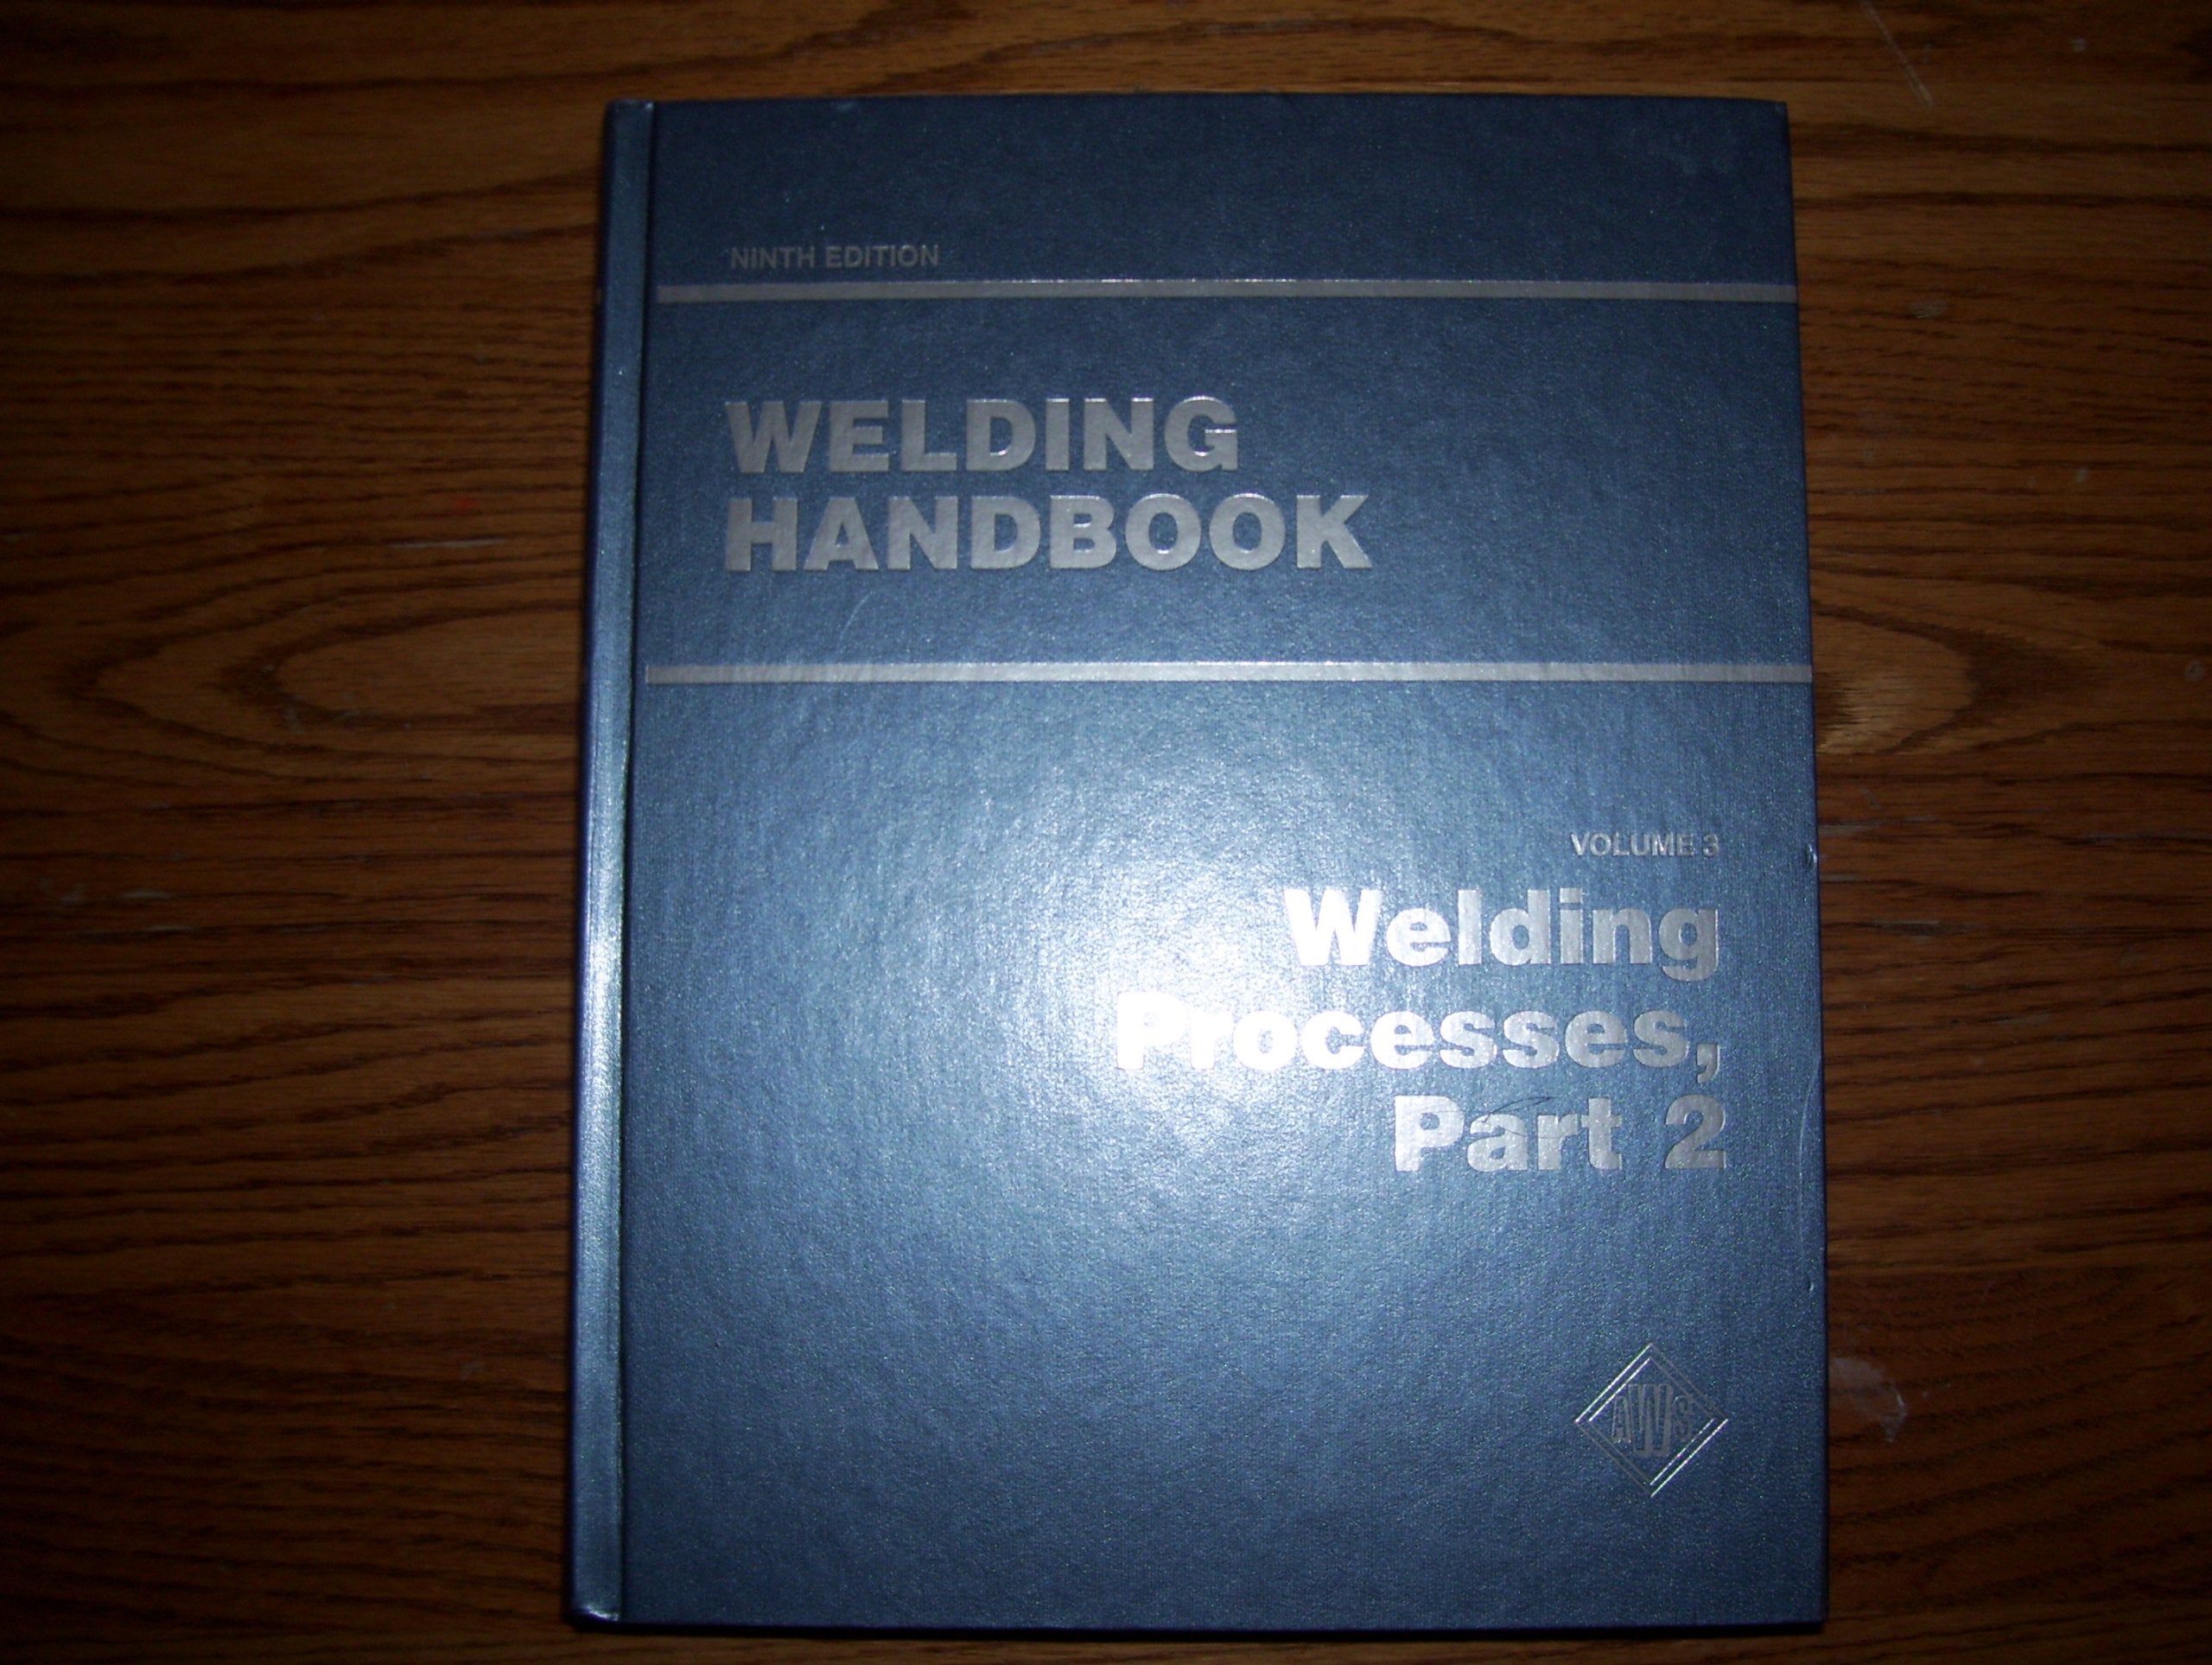 NINTH EDITION
WELDING
HANDBOOK
VOLUME 3
Welding
Processes,
Part 2
AWS